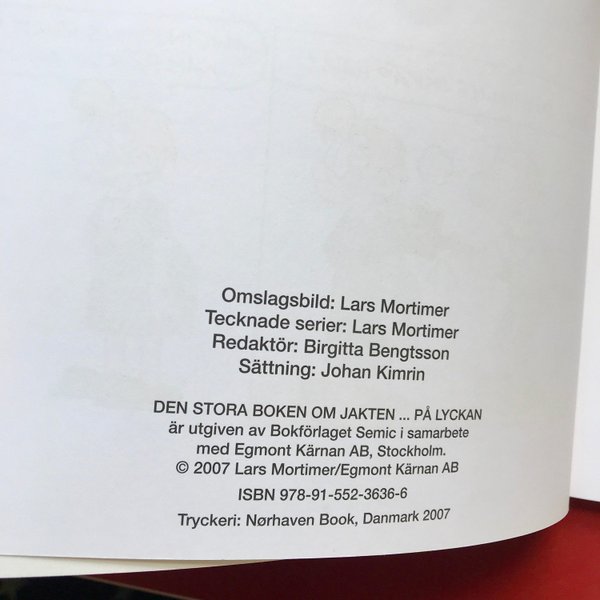 Omslagsbild: Lars Mortimer
Tecknade serier: Lars Mortimer
Redaktör: Birgitta Bengtsson
Sättning: Johan Kimrin
DEN STORA BOKEN OM JAKTEN ... PÅ LYCKAN
är utgiven av Bokförlaget Semic i samarbete
med Egmont Kärnan AB, Stockholm.
© 2007 Lars Mortimer/Egmont Kärnan AB
ISBN 978-91-552-3636-6
Tryckeri: Nørhaven Book, Danmark 2007